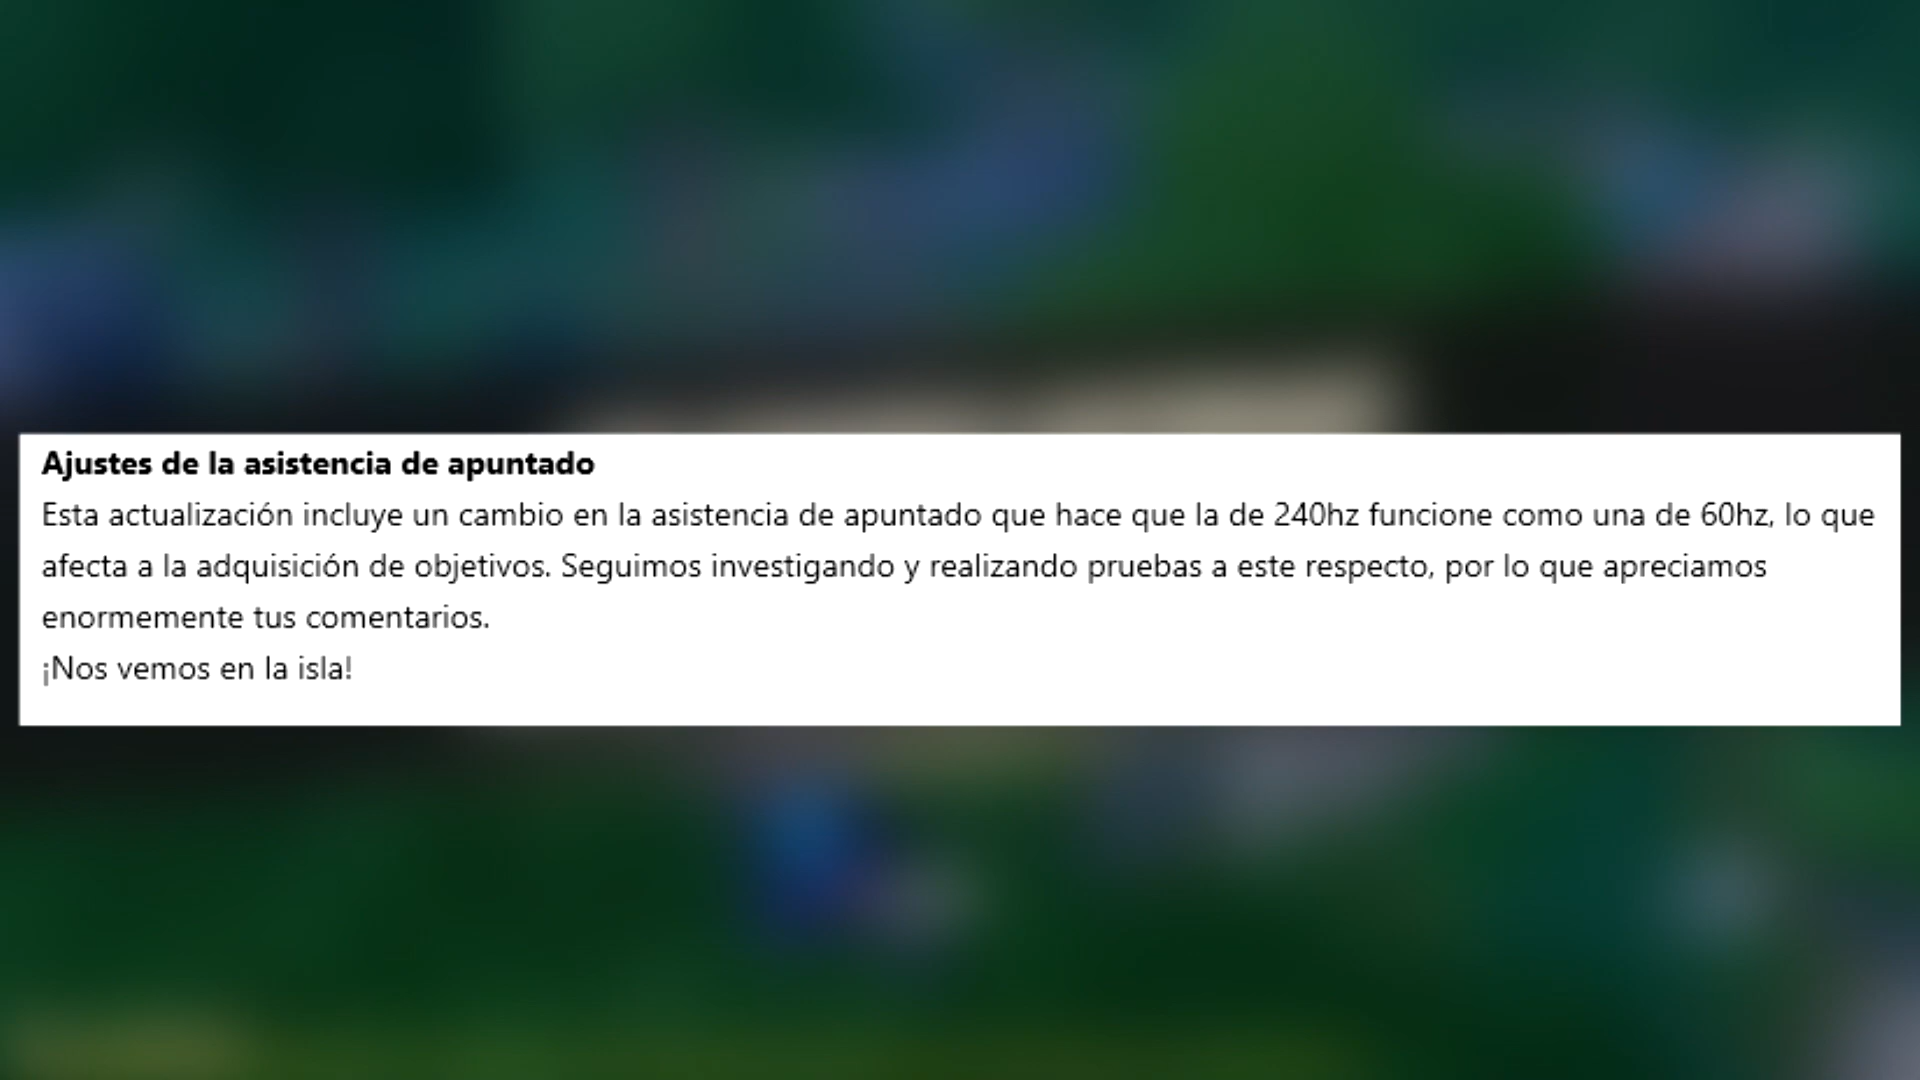 Ajustes de la asistencia de apuntado
Esta actualización incluye un cambio en la asistencia de apuntado que hace que la de 240hz funcione como una de 60hz, lo que
afecta a la adquisición de objetivos. Seguimos investigando y realizando pruebas a este respecto, por lo que apreciamos
enormemente tus comentarios.
¡Nos vemos en la isla!